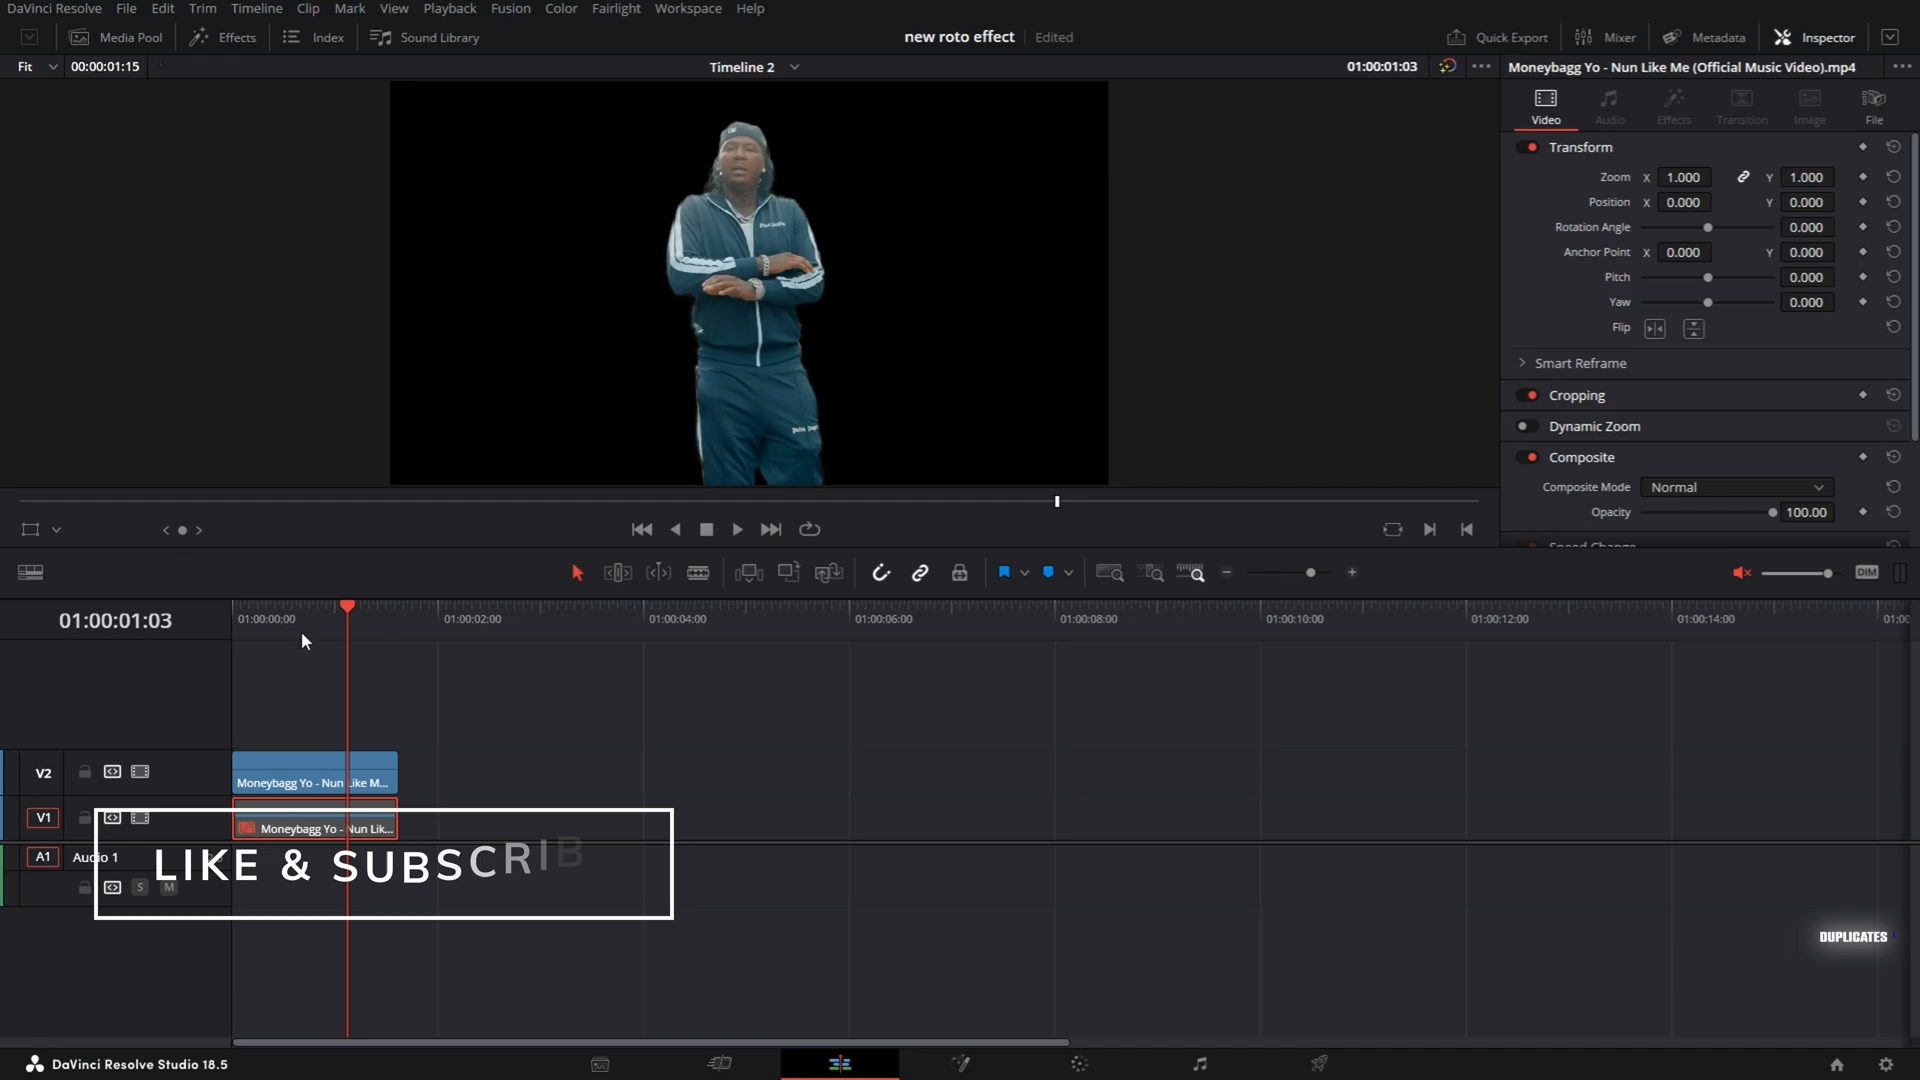 DaVinci Resolve File Edit Trim Timeline Clip Mark View Playback Fusion Color Fairlight Workspace Help
Media Pool Effects Index Sound Library new roto effect Edited Quick Export Mixer Metadata Inspector
Fit 00:00:01:15 Timeline 2 01:00:01:03 Moneybagg Yo - Nun Like Me (Official Music Video).mp4
Video Audio Effects Transition Image File
Transform
Zoom X 1.000 Y 1.000
Position X 0.000 Y 0.000
Rotation Angle 0.000
Anchor Point X 0.000 Y 0.000
Pitch 0.000
Yaw 0.000
Flip
Smart Reframe
Cropping
Dynamic Zoom
Composite
Composite Mode Normal
Opacity 100.00
Speed Change
DIM
01:00:01:03 01:00:00:00 01:00:02:00 01:00:04:00 01:00:06:00 01:00:08:00 01:00:10:00 01:00:12:00 01:00:14:00 01:00
V2 Moneybagg Yo - Nun Like M...
V1 Moneybagg Yo - Nun Lik...
A1 Audio 1
LIKE & SUBSCRIB
S M
DUPLICATES
DaVinci Resolve Studio 18.5